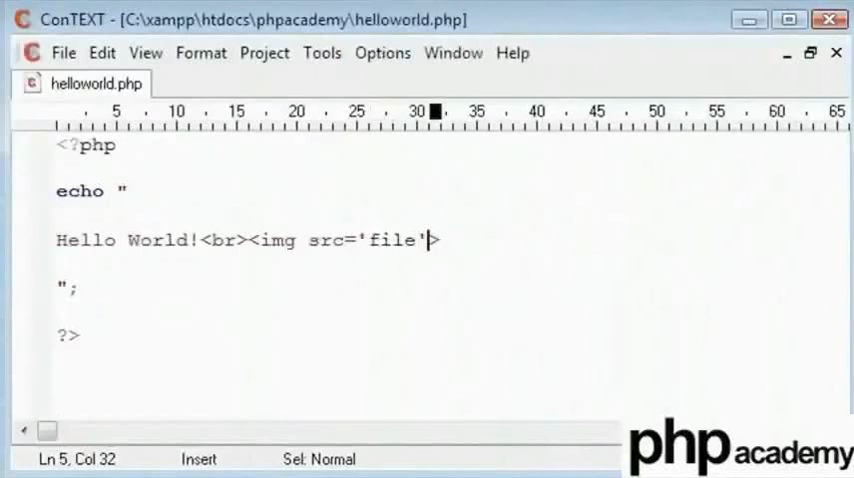 ConTEXT - [C:\xampp\htdocs\phpacademy\helloworld.php]
File Edit View Format Project Tools Options Window Help
helloworld.php
5 10 15 20 25 30 35 40 45 50 55 60 65
<?php
echo "
Hello World!<br><img src='file'>
";
?>
Ln 5, Col 32 Insert Sel: Normal
php academy